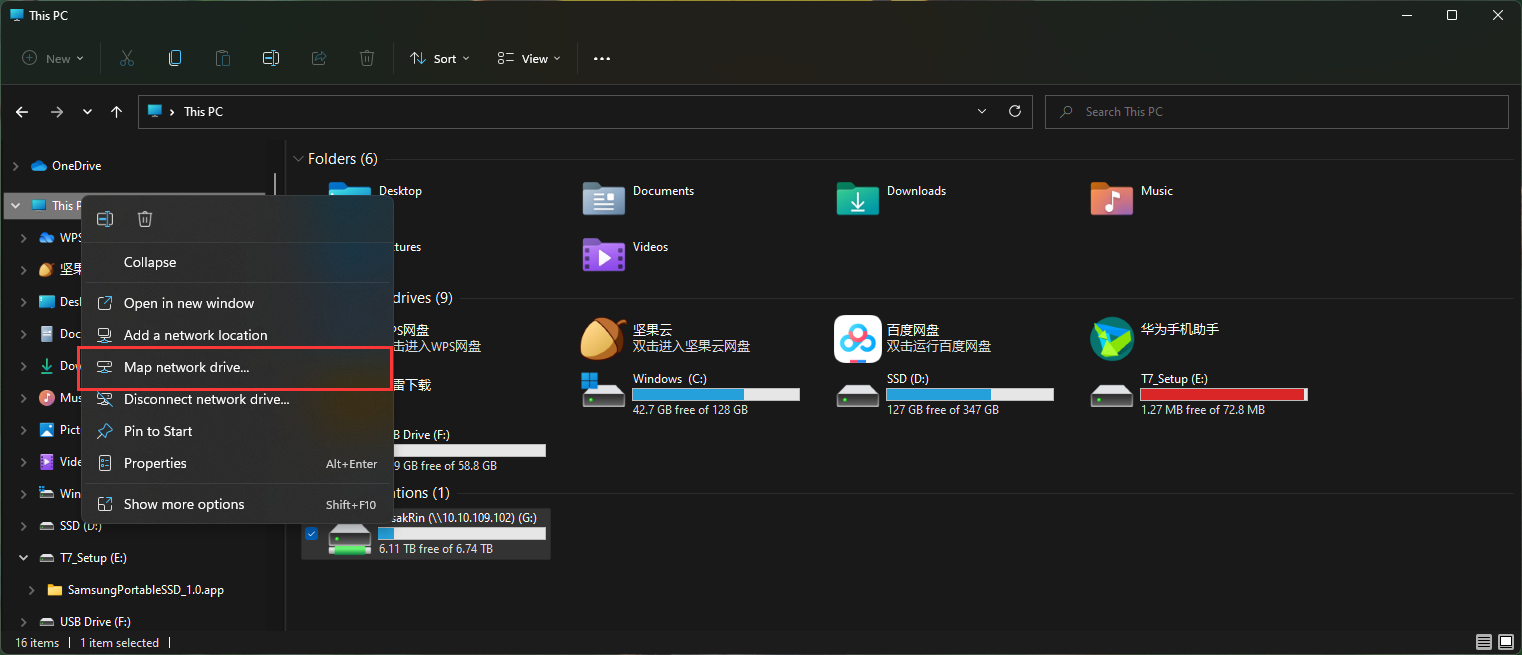 This PC
New
Sort
View
This PC
Search This PC
OneDrive
This P
WPS
坚果
Desk
Doc
Dow
Mus
Pict
Vide
Win
SSD (D:)
T7_Setup (E:)
SamsungPortableSSD_1.0.app
USB Drive (F:)
Collapse
Open in new window
Add a network location
Map network drive...
Disconnect network drive...
Pin to Start
Properties Alt+Enter
Show more options Shift+F10
Folders (6)
Desktop
Documents
Downloads
Music
tures
Videos
drives (9)
PS网盘
击进入WPS网盘
坚果云
双击进入坚果云网盘
百度网盘
双击运行百度网盘
华为手机助手
雷下载
Windows (C:)
42.7 GB free of 128 GB
SSD (D:)
127 GB free of 347 GB
T7_Setup (E:)
1.27 MB free of 72.8 MB
B Drive (F:)
9 GB free of 58.8 GB
ations (1)
sakRin (\\10.10.109.102) (G:)
6.11 TB free of 6.74 TB
16 items
1 item selected